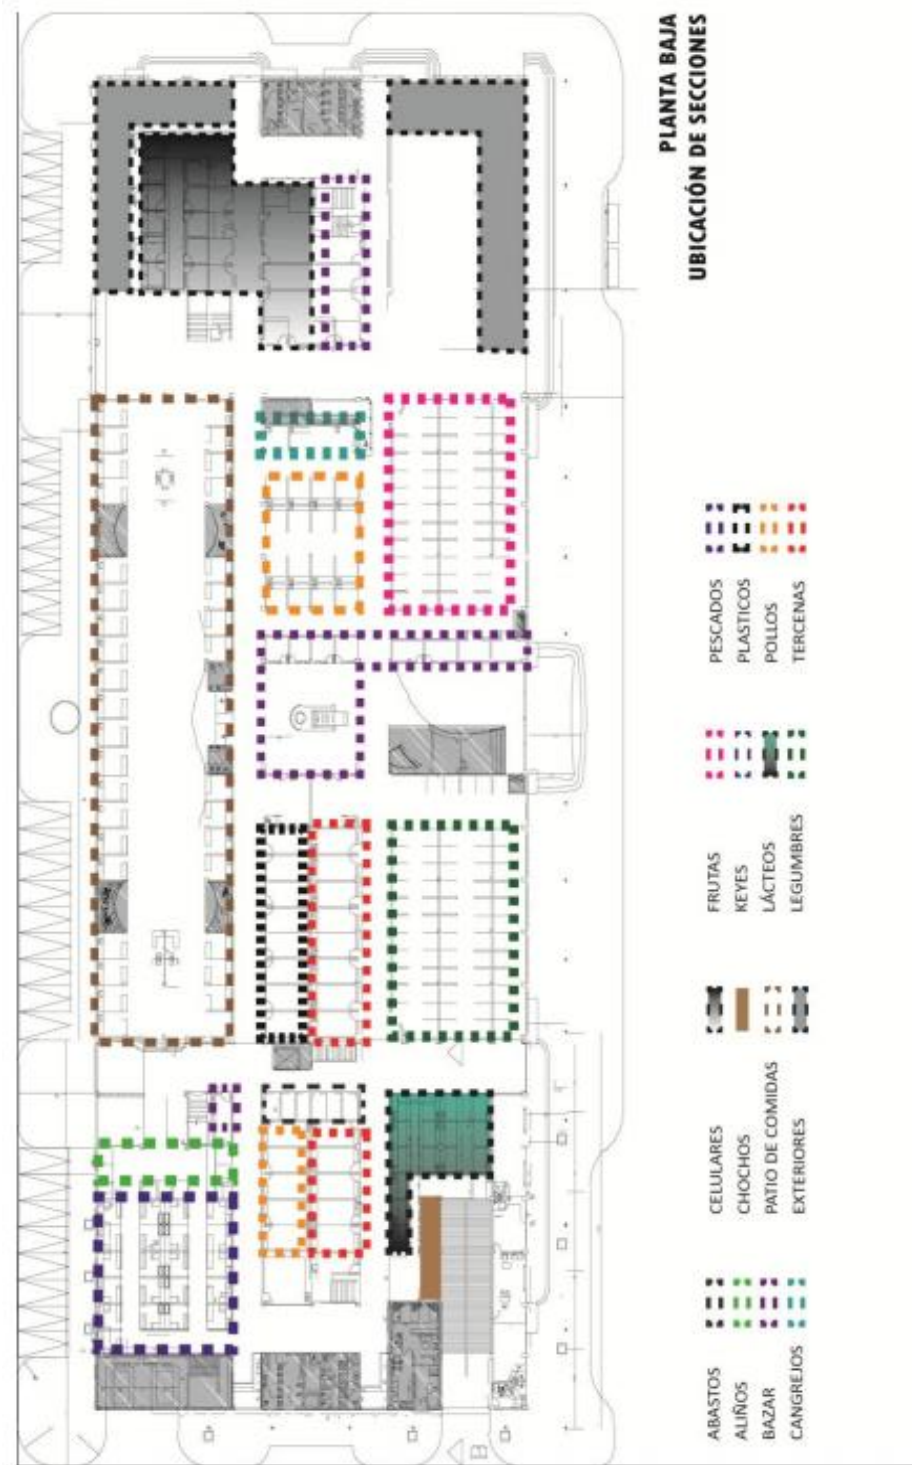 PLANTA BAJA
UBICACIÓN DE SECCIONES
ABASTOS
ALIÑOS
BAZAR
CANGREJOS
CELULARES
CHOCHOS
PATIO DE COMIDAS
EXTERIORES
FRUTAS
KEYES
LÁCTEOS
LEGUMBRES
PESCADOS
PLASTICOS
POLLOS
TERCENAS
B